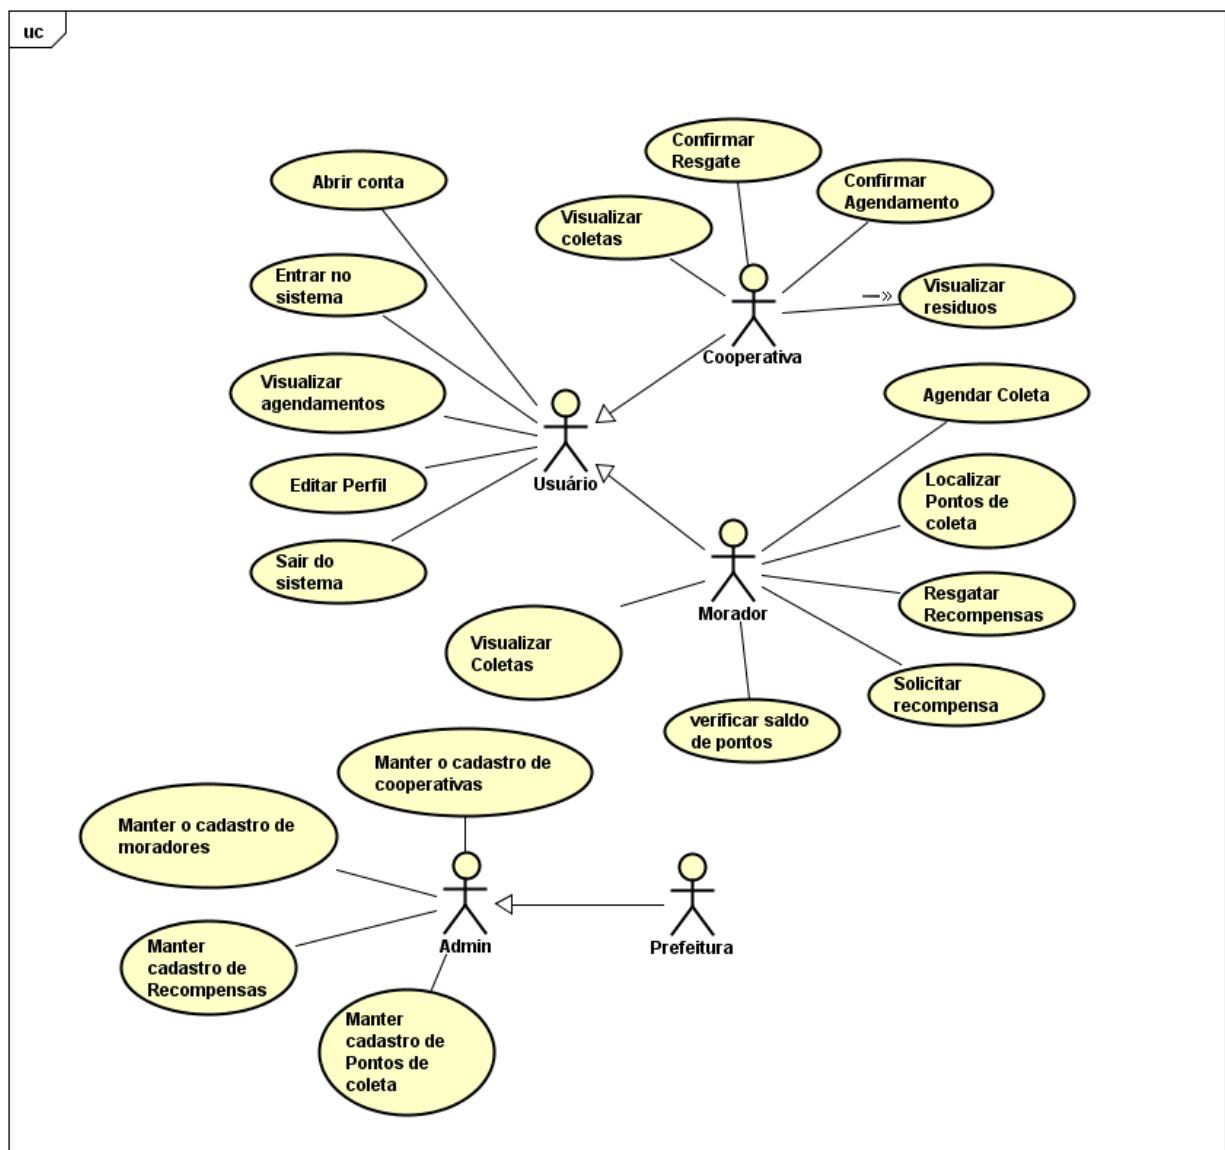 uc
Confirmar
Resgate
Abrir conta
Confirmar
Agendamento
Visualizar
coletas
Entrar no
sistema
Visualizar
residuos
Cooperativa
Visualizar
agendamentos
Agendar Coleta
Usuário
Editar Perfil
Localizar
Pontos de
coleta
Sair do
sistema
Morador
Resgatar
Recompensas
Visualizar
Coletas
Solicitar
recompensa
verificar saldo
de pontos
Manter o cadastro de
cooperativas
Manter o cadastro de
moradores
Admin
Prefeitura
Manter
cadastro de
Recompensas
Manter
cadastro de
Pontos de
coleta